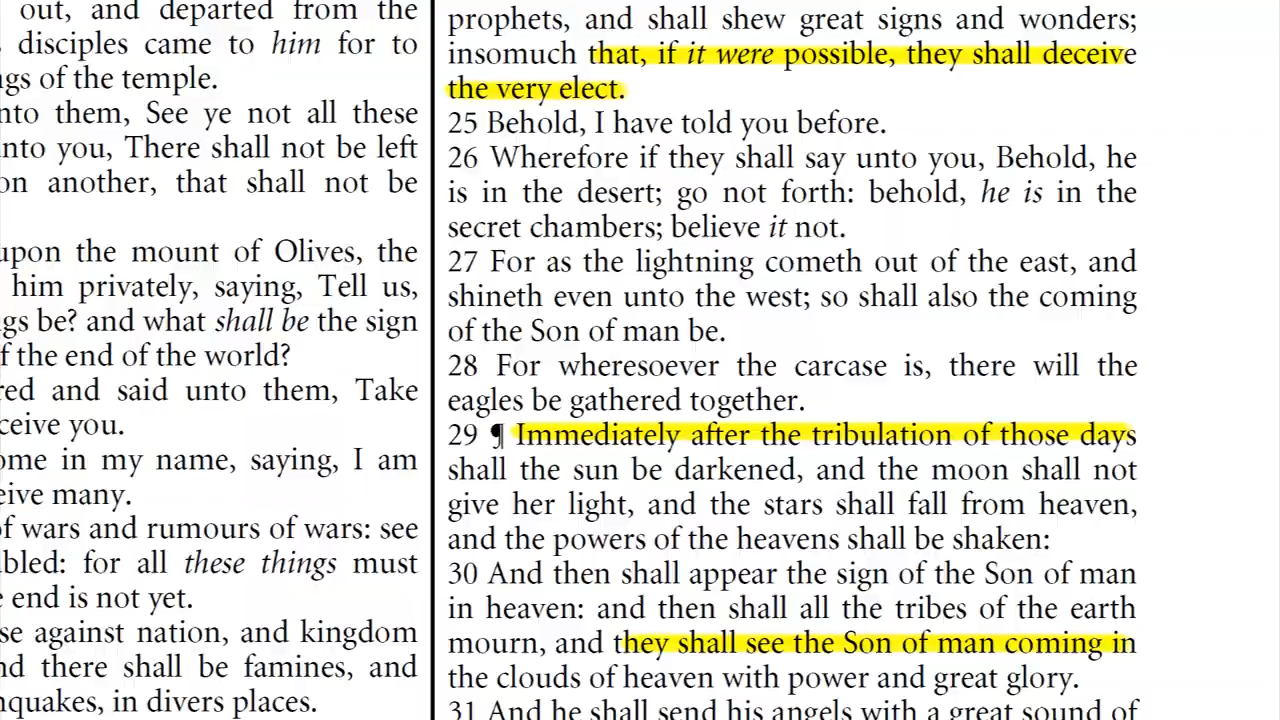 out, and departed from the
disciples came to him for to
of the temple.
them, See ye not all these
you, There shall not be left
another, that shall not be
upon the mount of Olives, the
him privately, saying, Tell us,
be? and what shall be the sign
the end of the world?
and said unto them, Take
you.
in my name, saying, I am
many.
of wars and rumours of wars: see
for all these things must
end is not yet.
against nation, and kingdom
there shall be famines, and
in divers places.
prophets, and shall shew great signs and wonders;
insomuch that, if it were possible, they shall deceive
the very elect.
25 Behold, I have told you before.
26 Wherefore if they shall say unto you, Behold, he
is in the desert; go not forth: behold, he is in the
secret chambers; believe it not.
27 For as the lightning cometh out of the east, and
shineth even unto the west; so shall also the coming
of the Son of man be.
28 For wheresoever the carcase is, there will the
eagles be gathered together.
29 ¶ Immediately after the tribulation of those days
shall the sun be darkened, and the moon shall not
give her light, and the stars shall fall from heaven,
and the powers of the heavens shall be shaken:
30 And then shall appear the sign of the Son of man
in heaven: and then shall all the tribes of the earth
mourn, and they shall see the Son of man coming in
the clouds of heaven with power and great glory.
31 And he shall send his angels with a great sound of